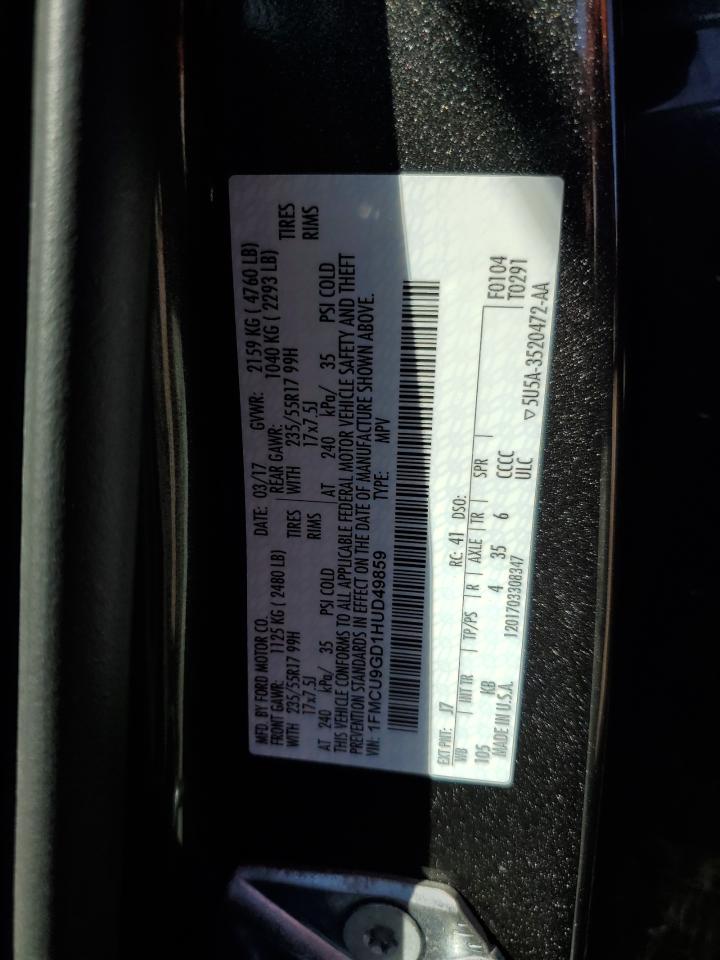 MFD. BY FORD MOTOR CO.
DATE: 03/17 GVWR: 2159 KG ( 4760 LB)
FRONT GAWR: 1125 KG ( 2480 LB) REAR GAWR: 1040 KG ( 2293 LB)
WITH 235/55R17 99H TIRES WITH 235/55R17 99H TIRES
17x7.5J RIMS 17x7.5J RIMS
AT 240 kPa/ 35 PSI COLD AT 240 kPa/ 35 PSI COLD
THIS VEHICLE CONFORMS TO ALL APPLICABLE FEDERAL MOTOR VEHICLE SAFETY AND THEFT
PREVENTION STANDARDS IN EFFECT ON THE DATE OF MANUFACTURE SHOWN ABOVE.
VIN: 1FMCU9GD1HUD49859 TYPE: MPV
EXT PNT: J7 RC: 41 DSO: F0104
WB INT TR TP/PS R AXLE TR SPR T0291
105 KB 4 35 6 CCCC
MADE IN U.S.A. 1201703308347 ULC ▽5U5A-3520472-AA